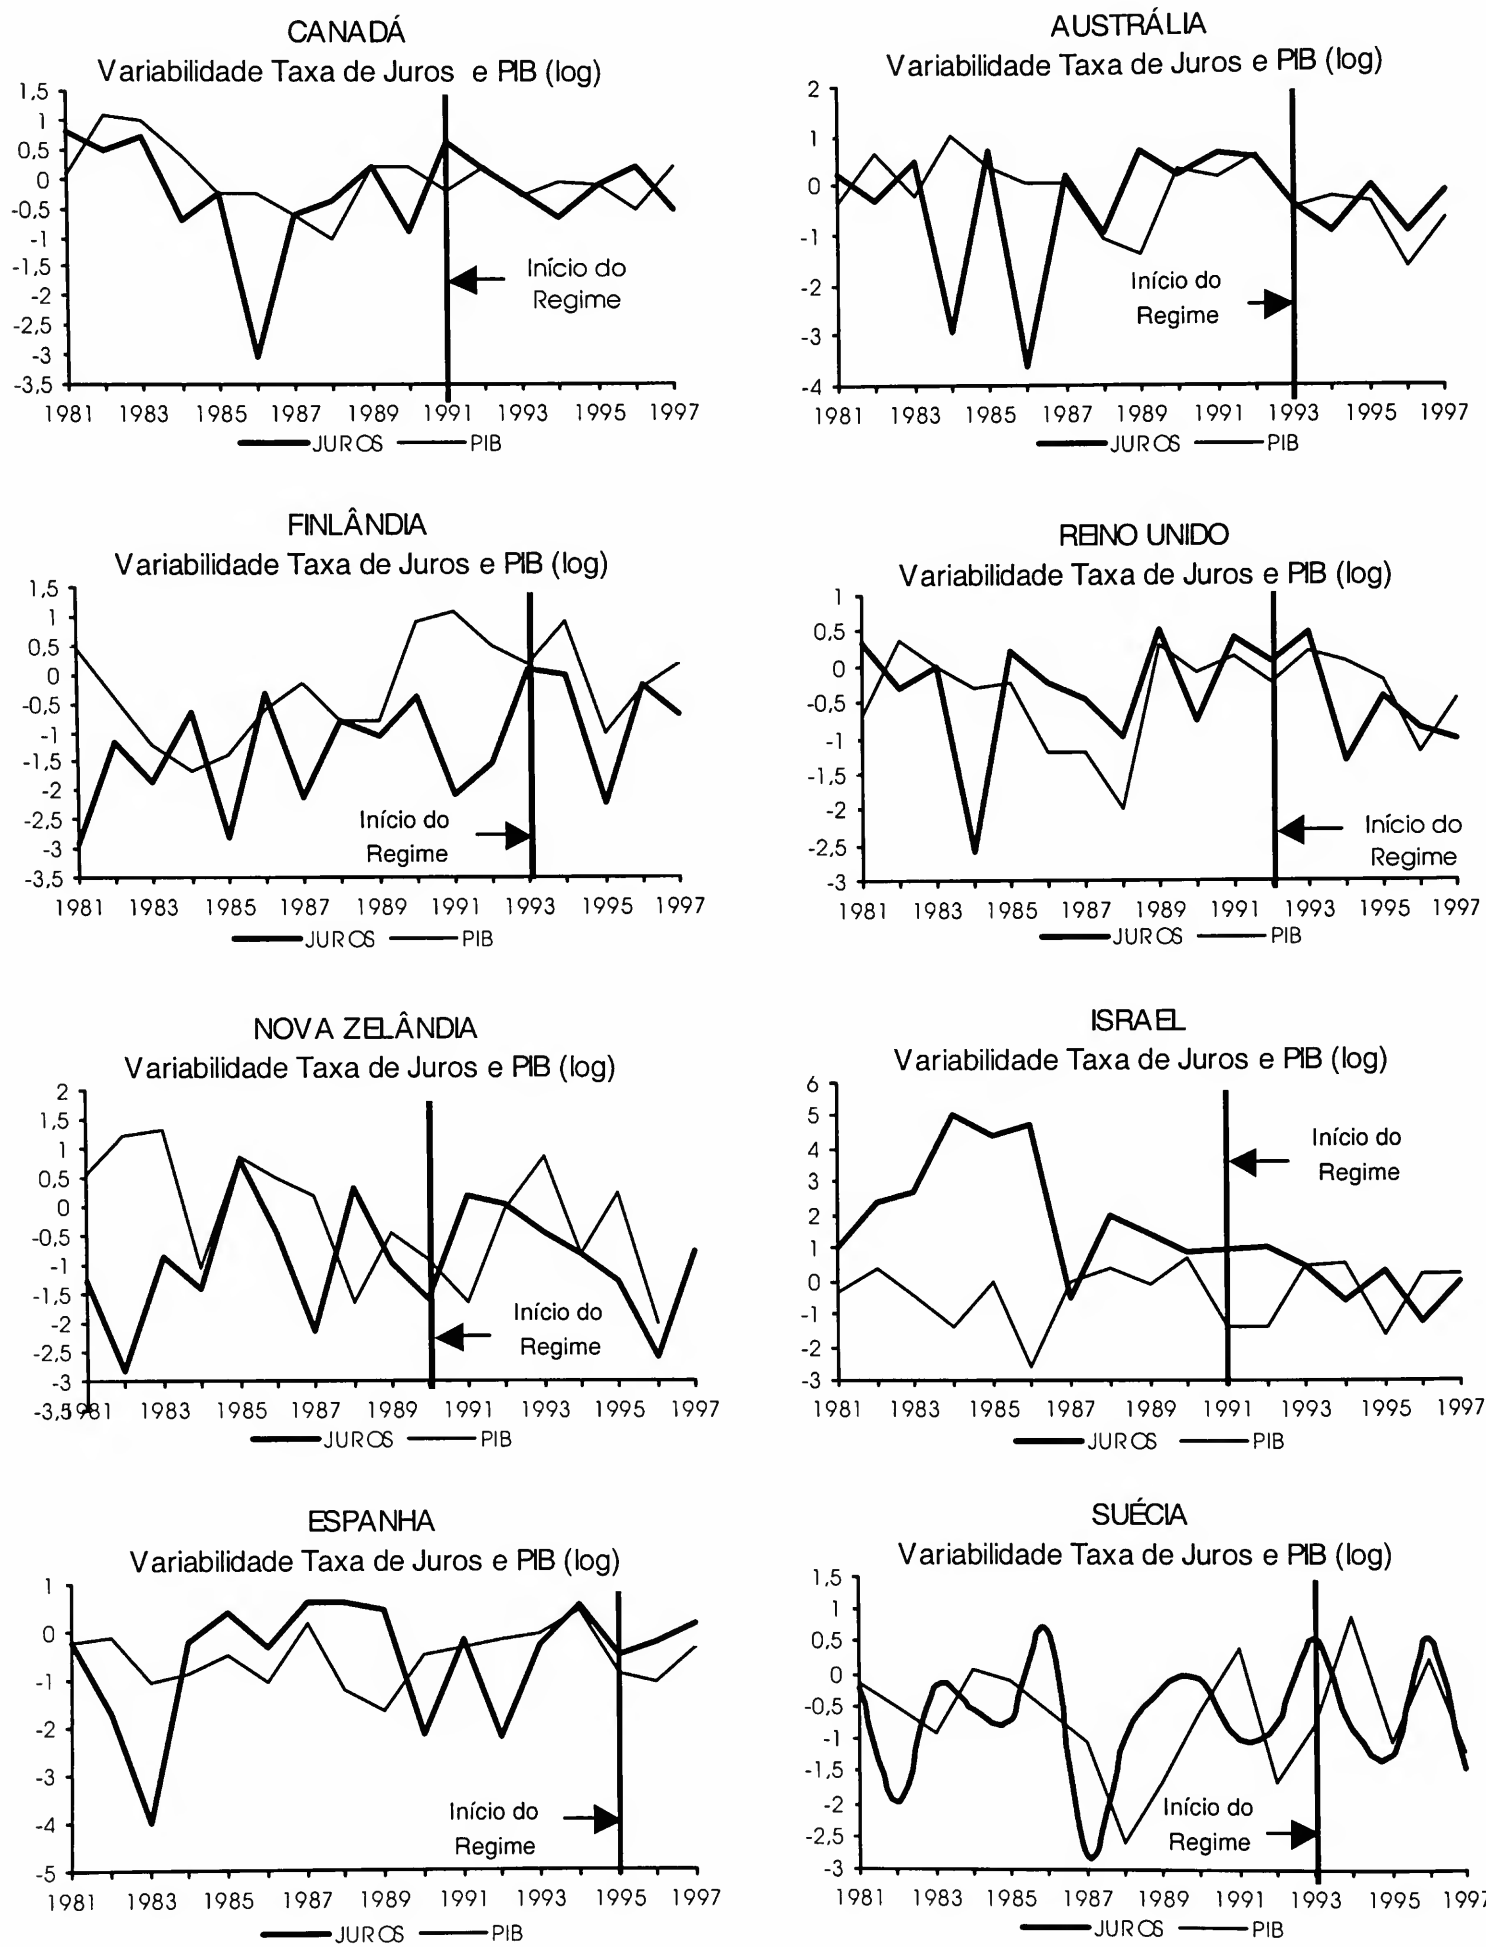 CANADÁ
Variabilidade Taxa de Juros e PIB (log)
1,5
1
0,5
0
-0,5
-1
-1,5
-2
-2,5
-3
-3,5
Início do
Regime
1981 1983 1985 1987 1989 1991 1993 1995 1997
JUROS PIB
AUSTRÁLIA
Variabilidade Taxa de Juros e PIB (log)
2
1
0
-1
-2
-3
-4
Início do
Regime
1981 1983 1985 1987 1989 1991 1993 1995 1997
JUROS PIB
FINLÂNDIA
Variabilidade Taxa de Juros e PIB (log)
1,5
1
0,5
0
-0,5
-1
-1,5
-2
-2,5
-3
-3,5
Início do
Regime
1981 1983 1985 1987 1989 1991 1993 1995 1997
JUROS PIB
REINO UNIDO
Variabilidade Taxa de Juros e PIB (log)
1
0,5
0
-0,5
-1
-1,5
-2
-2,5
-3
Início do
Regime
1981 1983 1985 1987 1989 1991 1993 1995 1997
JUROS PIB
NOVA ZELÂNDIA
Variabilidade Taxa de Juros e PIB (log)
2
1,5
1
0,5
0
-0,5
-1
-1,5
-2
-2,5
-3
-3,5
Início do
Regime
1981 1983 1985 1987 1989 1991 1993 1995 1997
JUROS PIB
ISRAEL
Variabilidade Taxa de Juros e PIB (log)
6
5
4
3
2
1
0
-1
-2
-3
Início do
Regime
1981 1983 1985 1987 1989 1991 1993 1995 1997
JUROS PIB
ESPANHA
Variabilidade Taxa de Juros e PIB (log)
1
0
-1
-2
-3
-4
-5
Início do
Regime
1981 1983 1985 1987 1989 1991 1993 1995 1997
JUROS PIB
SUÉCIA
Variabilidade Taxa de Juros e PIB (log)
1,5
1
0,5
0
-0,5
-1
-1,5
-2
-2,5
-3
Início do
Regime
1981 1983 1985 1987 1989 1991 1993 1995 1997
JUROS PIB